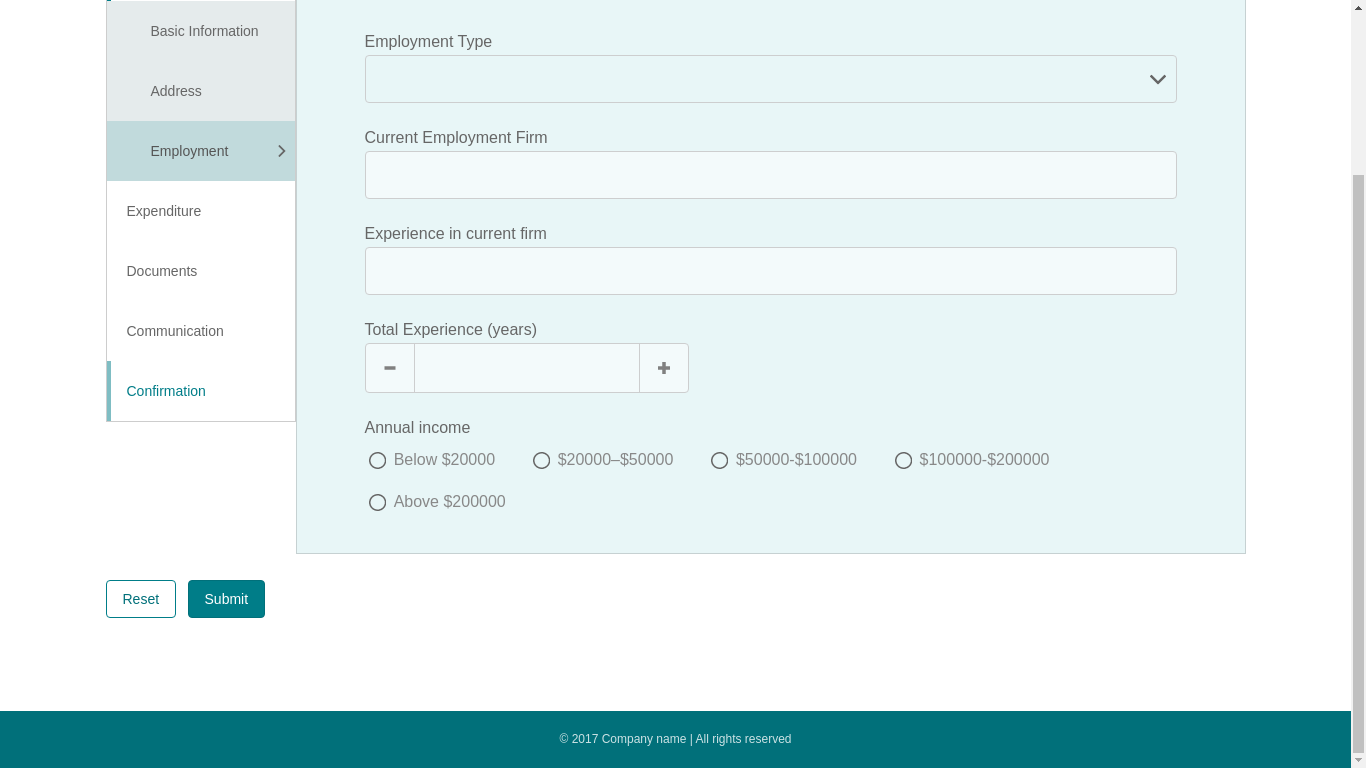 Basic Information
Address
Employment
Expenditure
Documents
Communication
Confirmation
Employment Type
Current Employment Firm
Experience in current firm
Total Experience (years)
Annual income
Below $20000 $20000–$50000 $50000-$100000 $100000-$200000
Above $200000
Reset Submit
© 2017 Company name | All rights reserved